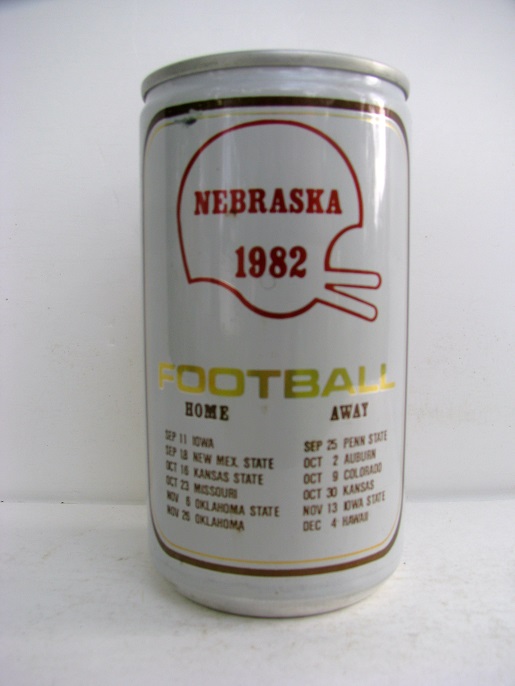 NEBRASKA
1982
FOOTBALL
HOME
SEP 11 IOWA
SEP 18 NEW MEX. STATE
OCT 16 KANSAS STATE
OCT 23 MISSOURI
NOV 6 OKLAHOMA STATE
NOV 26 OKLAHOMA
AWAY
SEP 25 PENN STATE
OCT 2 AUBURN
OCT 9 COLORADO
OCT 30 KANSAS
NOV 13 IOWA STATE
DEC 4 HAWAII